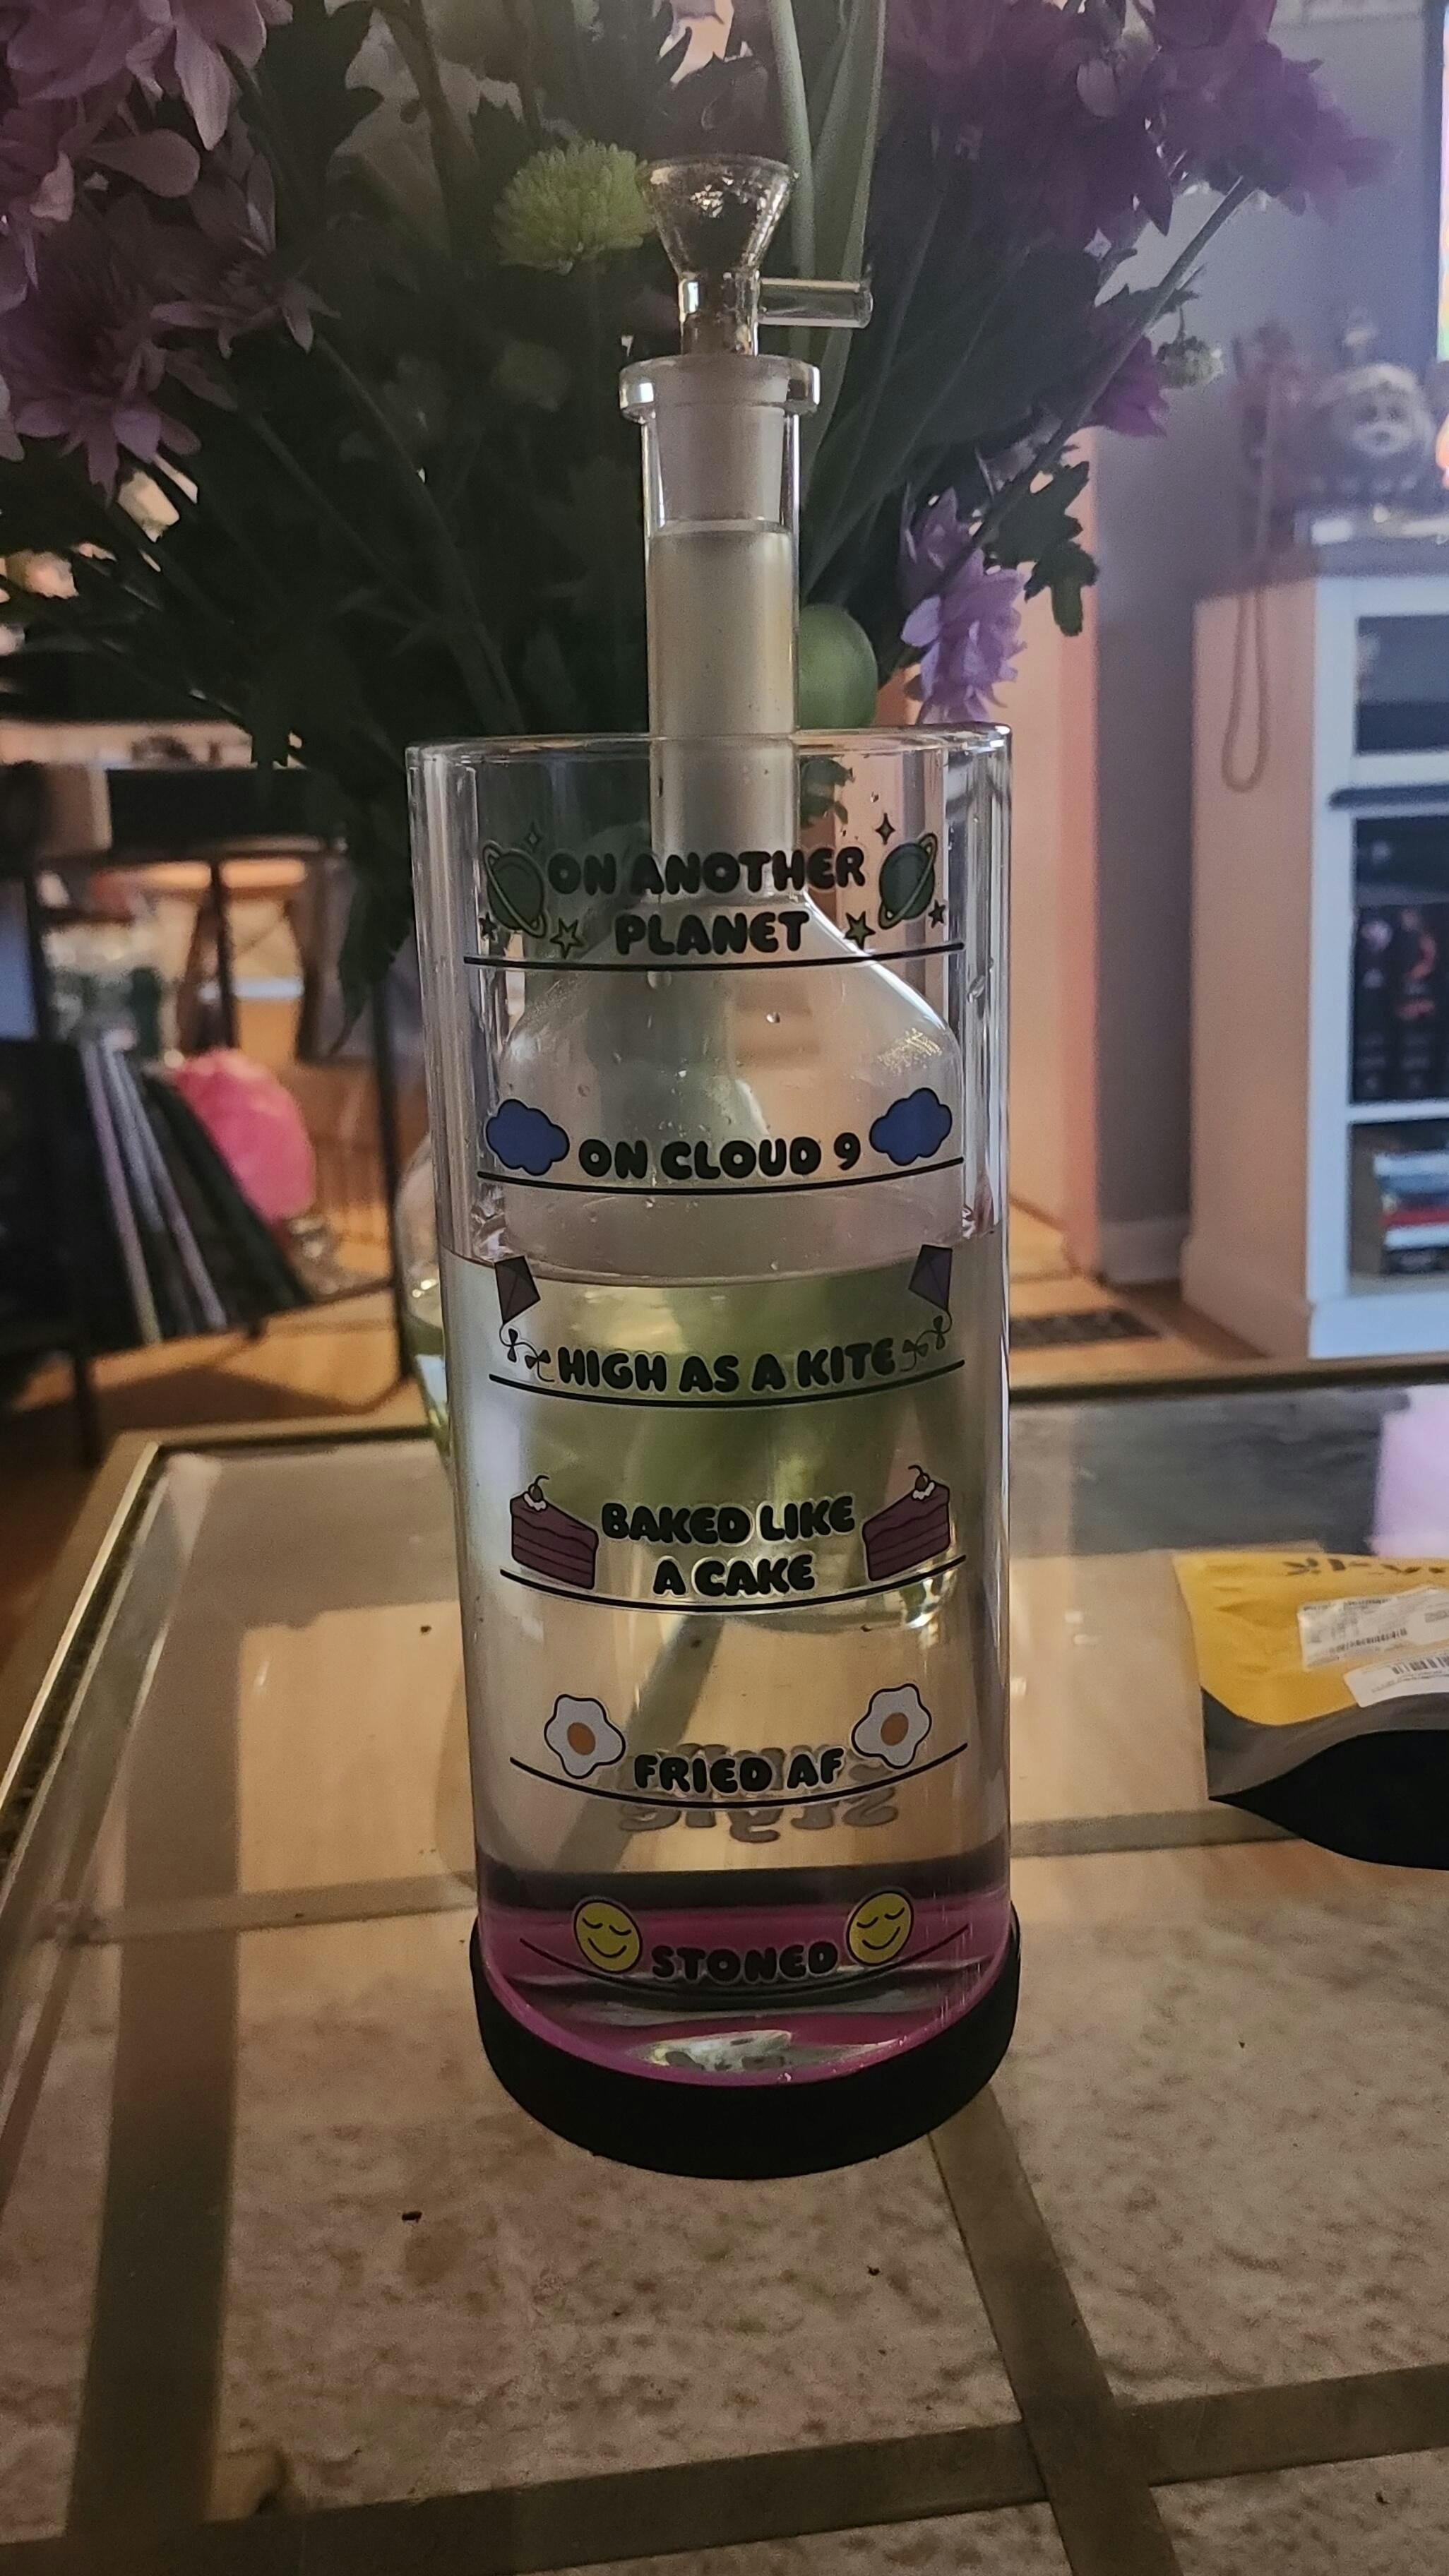 ON ANOTHER
PLANET
ON CLOUD 9
HIGH AS A KITE
BAKED LIKE
A CAKE
FRIED AF
STONED